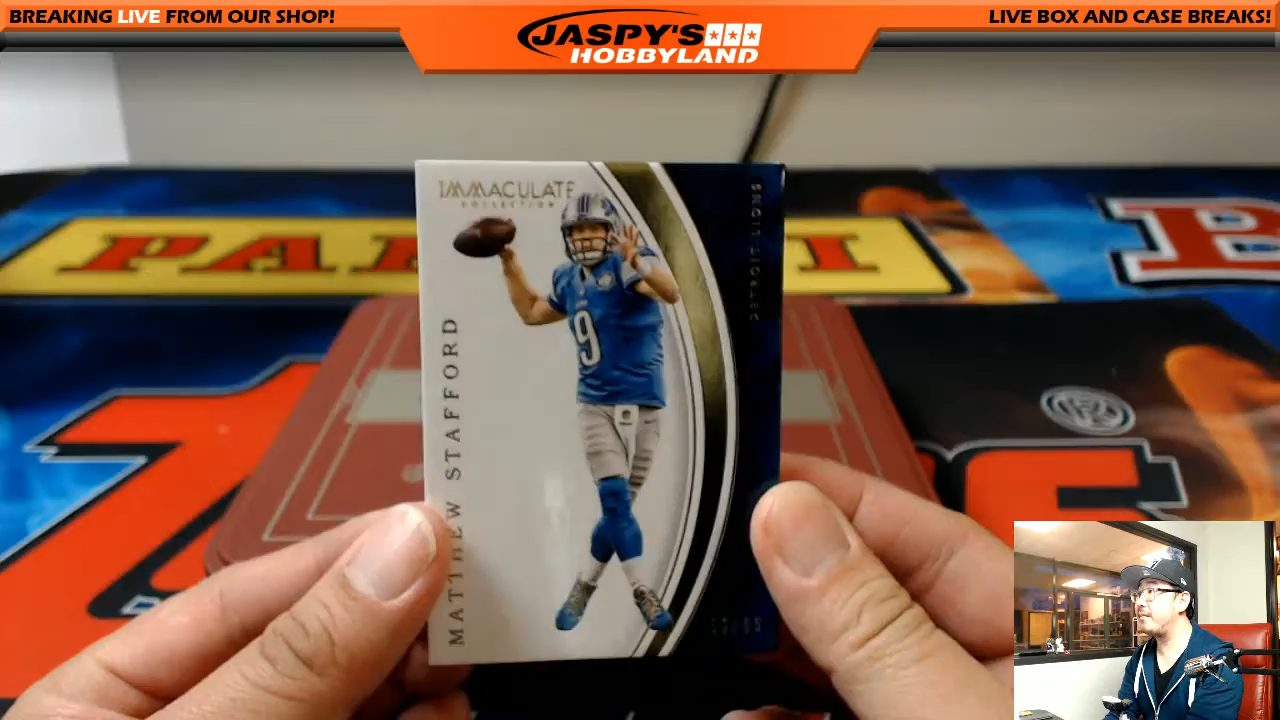 BREAKING LIVE FROM OUR SHOP!
JASPY'S
HOBBYLAND
LIVE BOX AND CASE BREAKS!
IMMACULATE
COLLECTION
DETROIT LIONS
9
MATTHEW STAFFORD